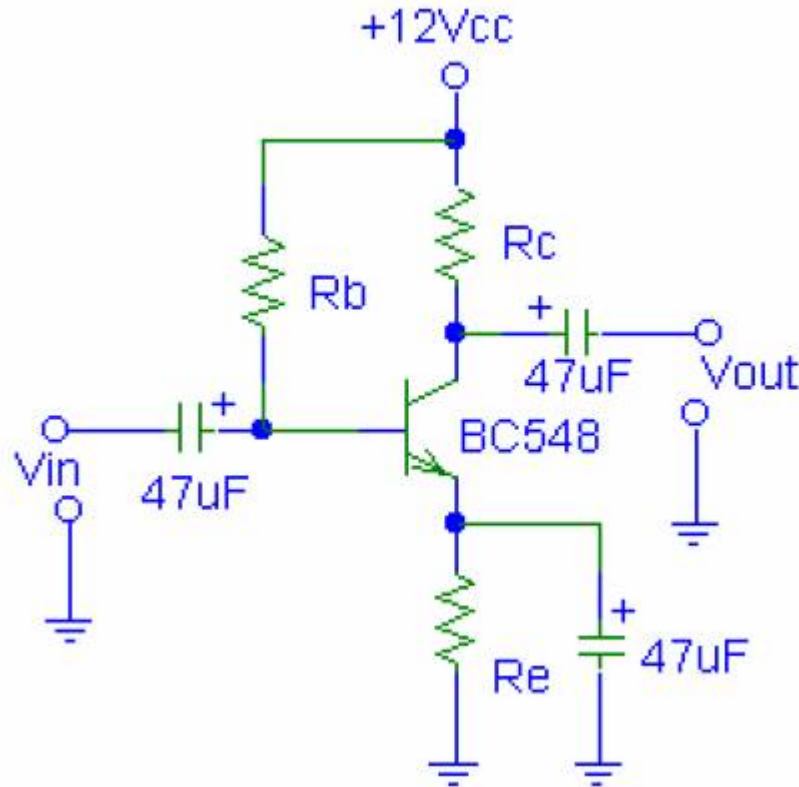 +12Vcc
Rc
Rb
+
47uF
Vout
+
BC548
Vin
47uF
+
Re
47uF